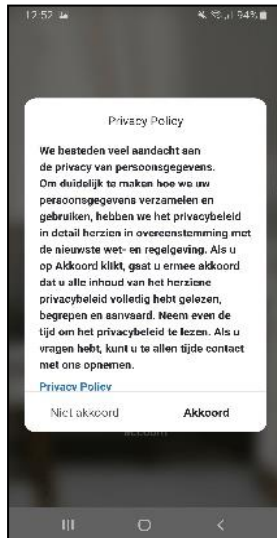 12:52
94%
Privacy Policy
We besteden veel aandacht aan
de privacy van persoonsgegevens.
Om duidelijk te maken hoe we uw
persoonsgegevens verzamelen en
gebruiken, hebben we het privacybeleid
in detail herzien in overeenstemming met
de nieuwste wet- en regelgeving. Als u
op Akkoord klikt, gaat u ermee akkoord
dat u alle inhoud van het herziene
privacybeleid volledig hebt gelezen,
begrepen en aanvaard. Neem even de
tijd om het privacybeleid te lezen. Als u
vragen hebt, kunt u te allen tijde contact
met ons opnemen.
Privacy Policy
Niet akkoord Akkoord
account